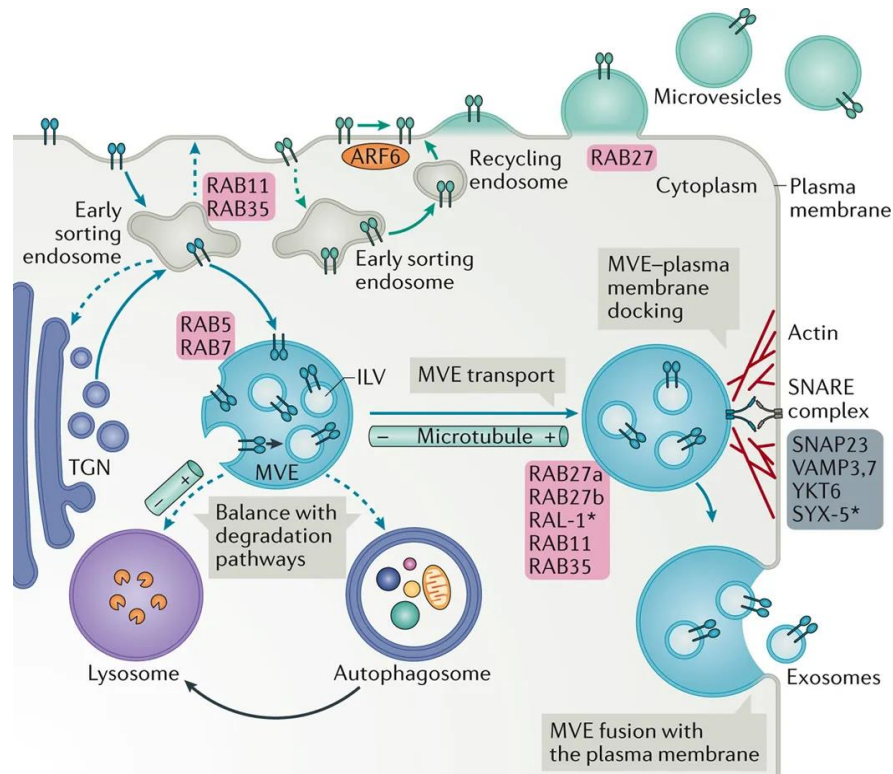 Microvesicles
ARF6
Recycling
endosome
RAB27
Cytoplasm
Plasma
membrane
RAB11
RAB35
Early
sorting
endosome
Early sorting
endosome
MVE–plasma
membrane
docking
RAB5
RAB7
ILV
MVE transport
Actin
SNARE
complex
– Microtubule +
SNAP23
VAMP3,7
YKT6
SYX-5*
TGN
MVE
– +
RAB27a
RAB27b
RAL-1*
RAB11
RAB35
Balance with
degradation
pathways
Lysosome
Autophagosome
Exosomes
MVE fusion with
the plasma membrane